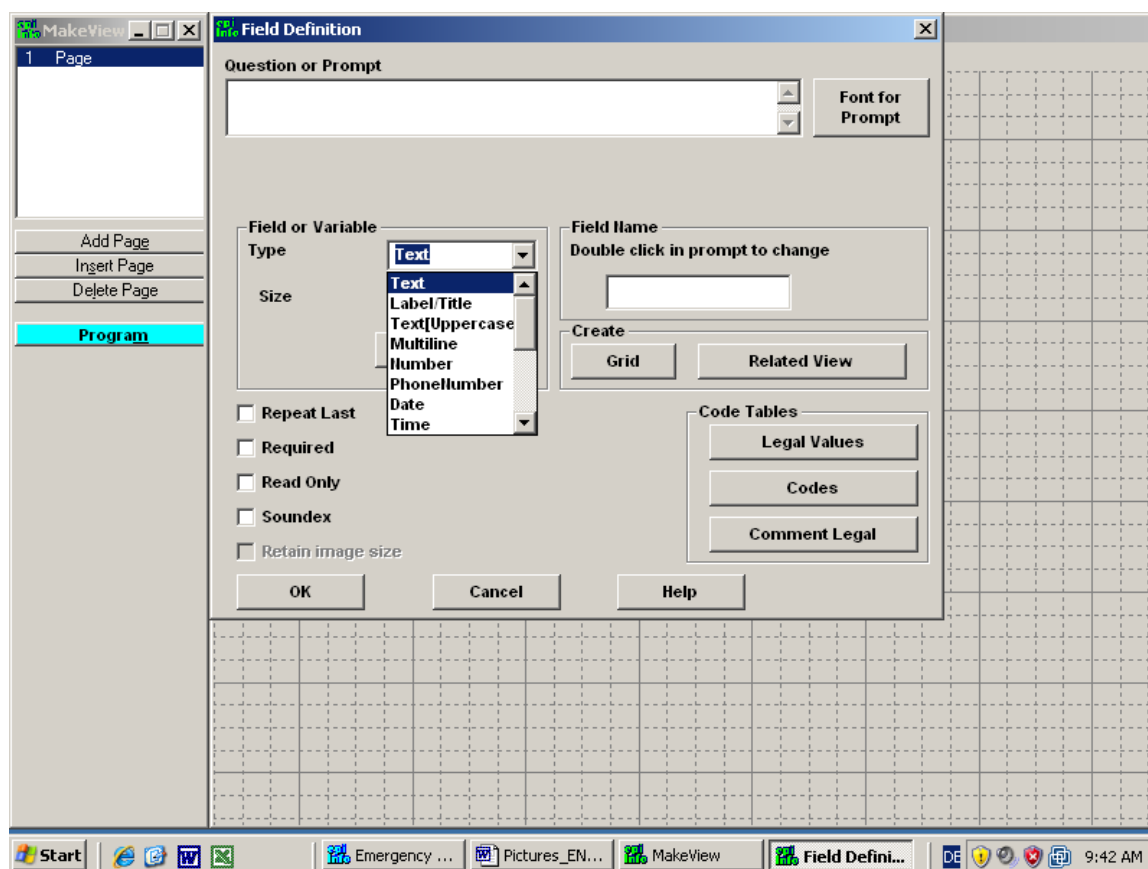 MakeView
1 Page
Add Page
Insert Page
Delete Page
Program
Epi Info Field Definition
Question or Prompt
Font for
Prompt
Field or Variable
Type
Text
Size
Text
Label/Title
Text[Uppercase
Multiline
Number
PhoneNumber
Date
Time
Field Name
Double click in prompt to change
Create
Grid
Related View
Repeat Last
Required
Read Only
Soundex
Retain image size
Code Tables
Legal Values
Codes
Comment Legal
OK
Cancel
Help
Start
Emergency ...
Pictures_EN...
MakeView
Field Defini...
DE
9:42 AM